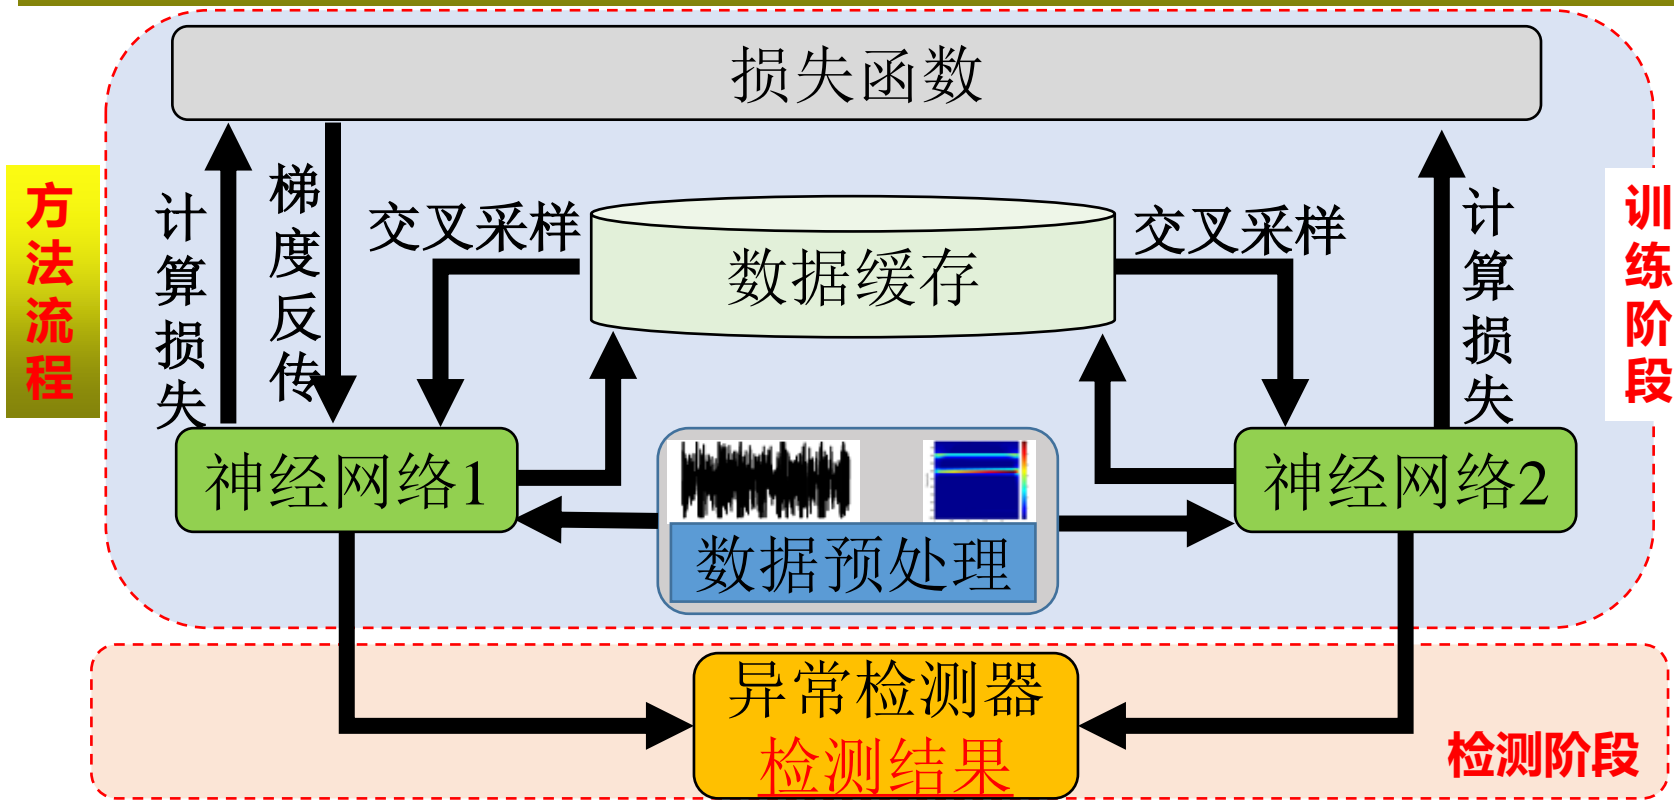 损失函数
方法流程
计算损失
梯度反传
交叉采样
数据缓存
交叉采样
计算损失
训练阶段
神经网络1
数据预处理
神经网络2
异常检测器
检测结果
检测阶段